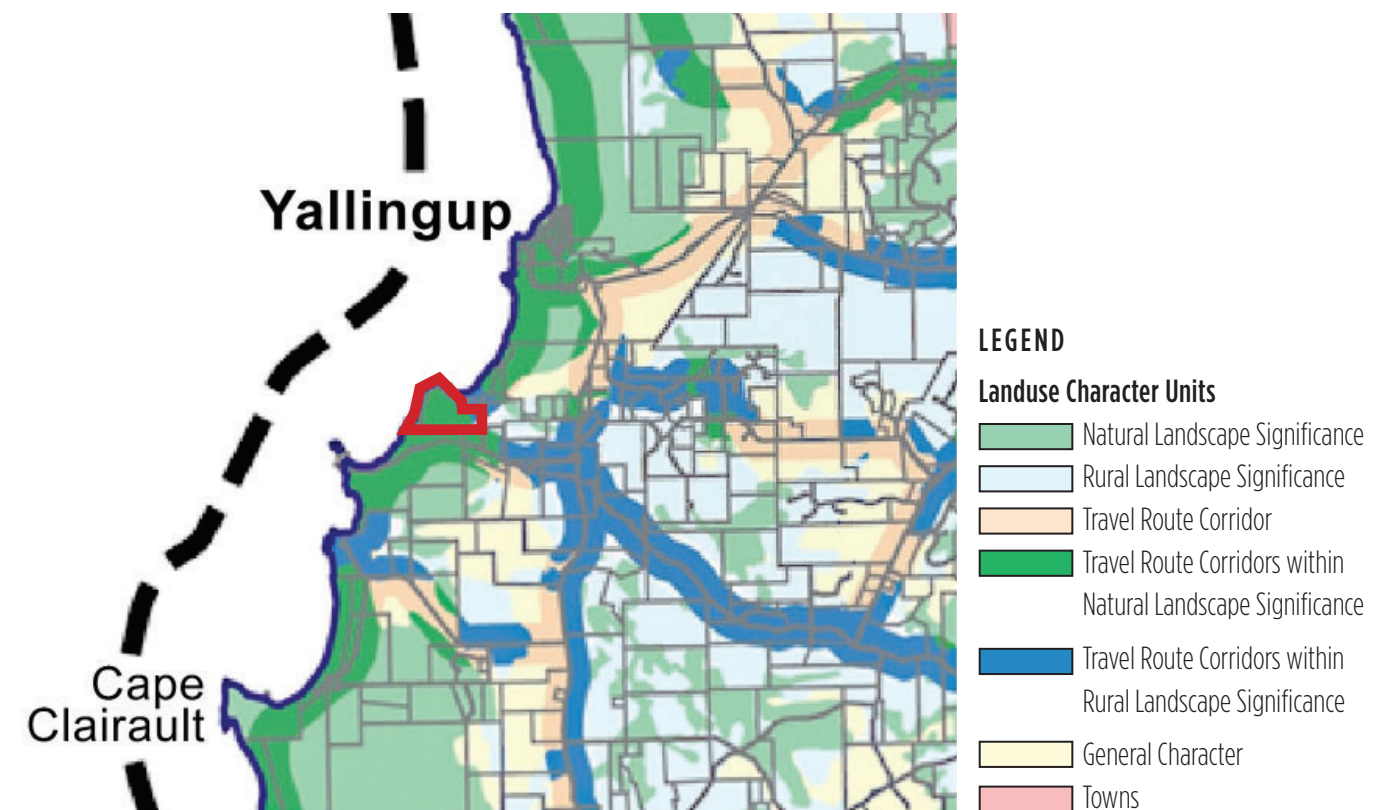 Yallingup
Cape
Clairault
LEGEND
Landuse Character Units
Natural Landscape Significance
Rural Landscape Significance
Travel Route Corridor
Travel Route Corridors within
Natural Landscape Significance
Travel Route Corridors within
Rural Landscape Significance
General Character
Towns